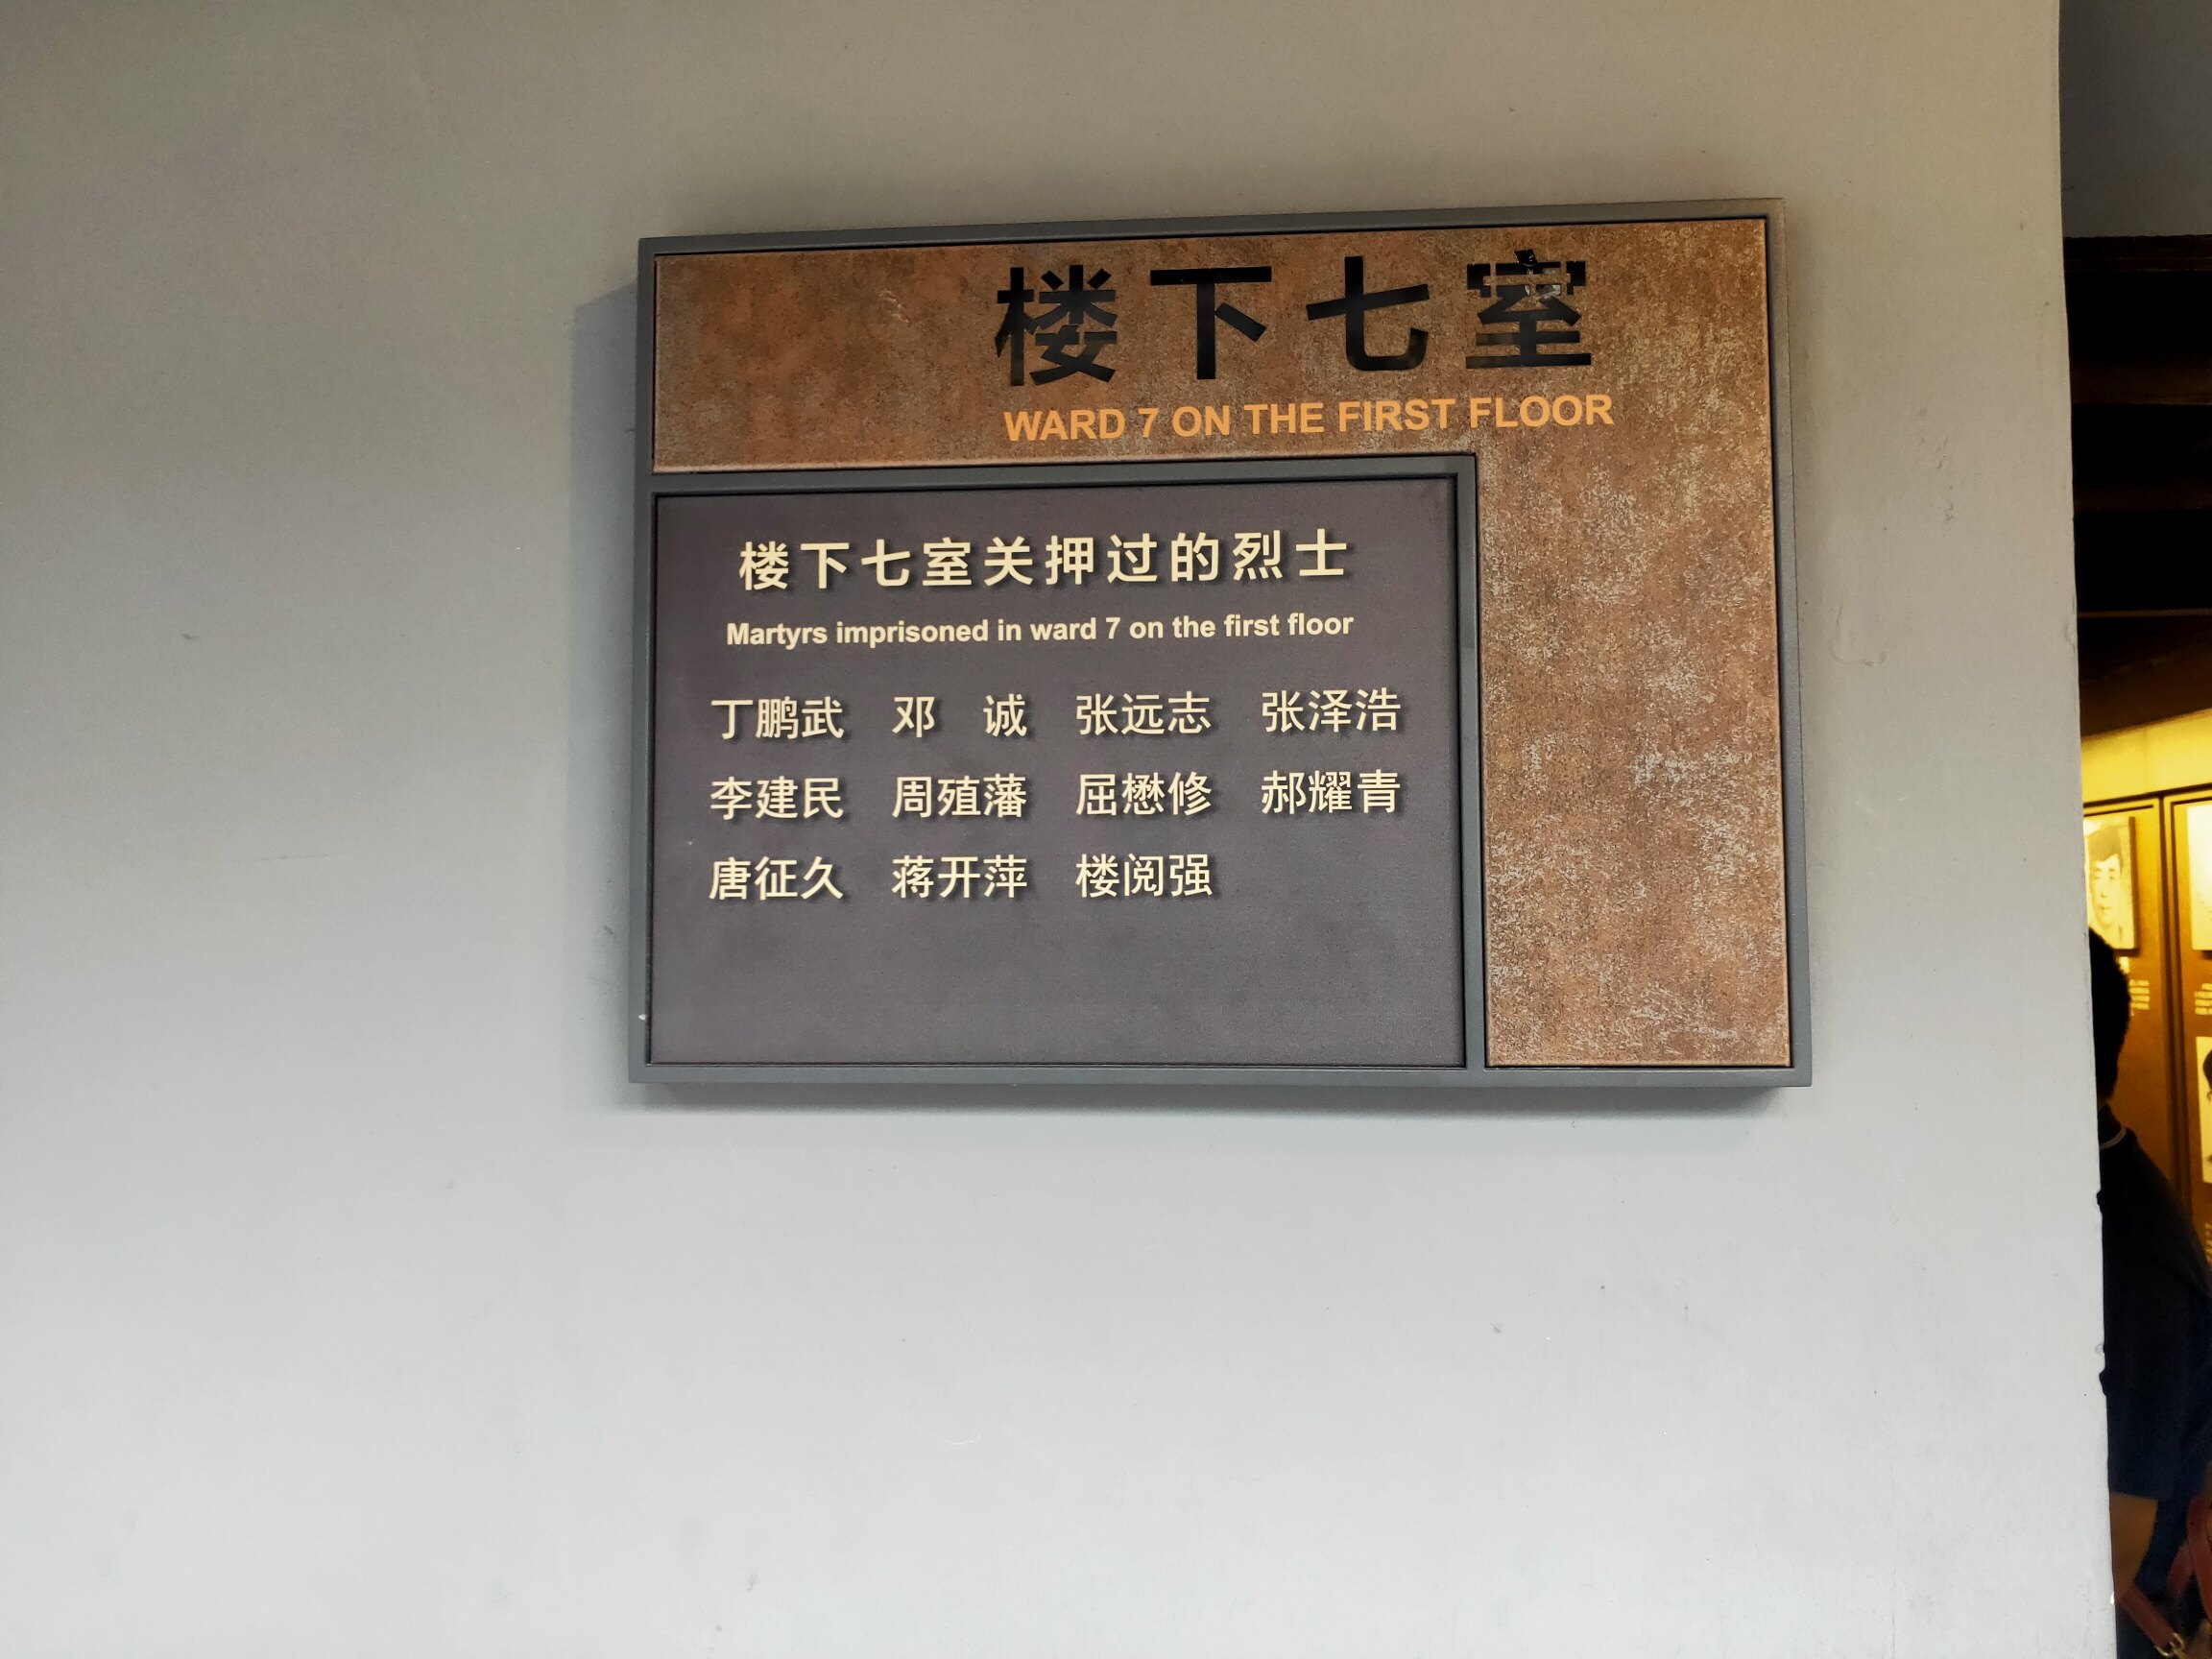 楼下七室
WARD 7 ON THE FIRST FLOOR
楼下七室关押过的烈士
Martyrs imprisoned in ward 7 on the first floor
丁鹏武 邓 诚 张远志 张泽浩
李建民 周殖藩 屈懋修 郝耀青
唐征久 蒋开萍 楼阅强